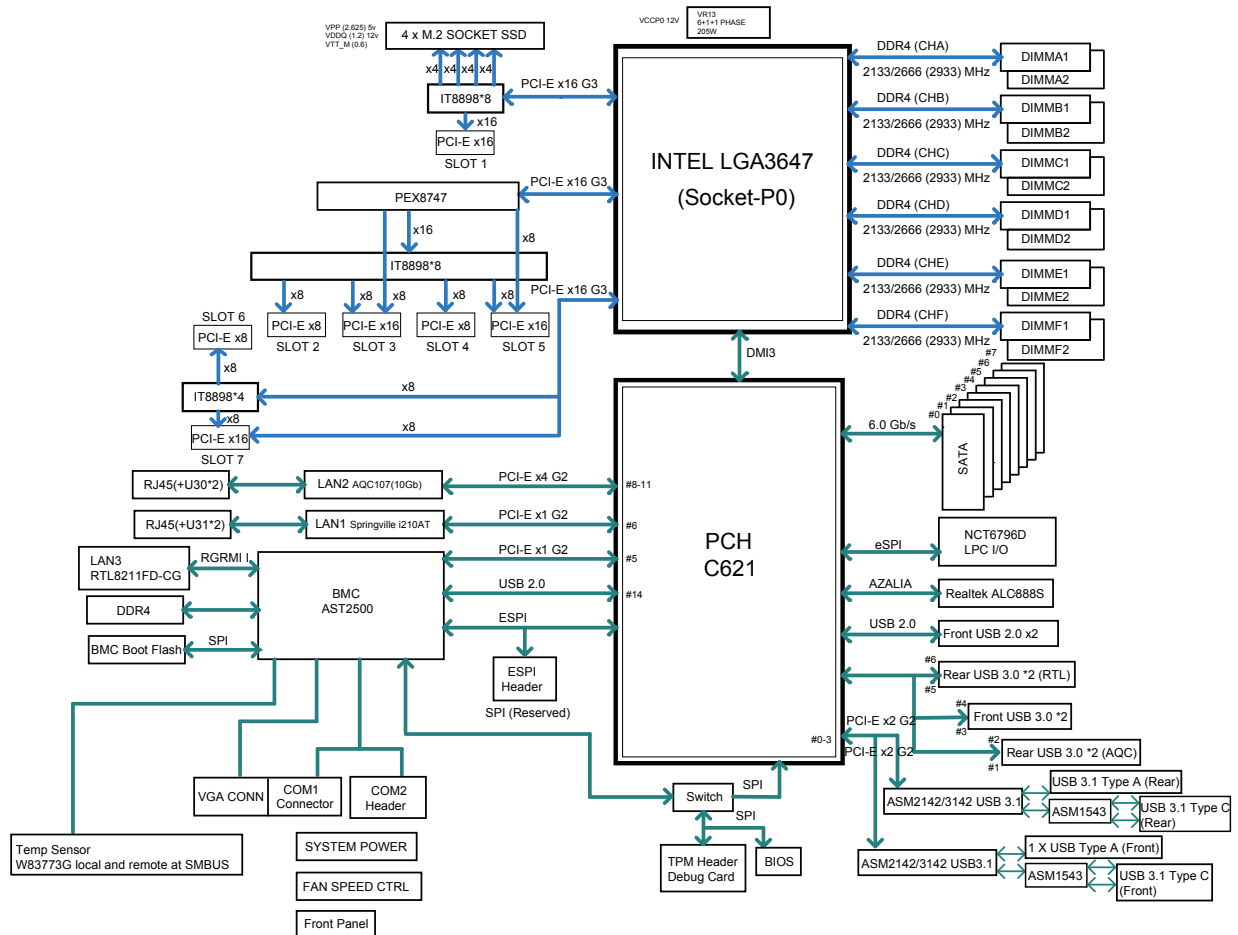 VPP (2.625) 5v
VDDQ (1.2) 12v
VTT_M (0.6)
4 x M.2 SOCKET SSD
VCCP0 12V
VR13
6+1+1 PHASE
205W
x4 x4 x4 x4
IT8898*8
PCI-E x16 G3
x16
PCI-E x16
SLOT 1
INTEL LGA3647
(Socket-P0)
DDR4 (CHA)
2133/2666 (2933) MHz
DIMMA1
DIMMA2
DDR4 (CHB)
2133/2666 (2933) MHz
DIMMB1
DIMMB2
DDR4 (CHC)
2133/2666 (2933) MHz
DIMMC1
DIMMC2
DDR4 (CHD)
2133/2666 (2933) MHz
DIMMD1
DIMMD2
DDR4 (CHE)
2133/2666 (2933) MHz
DIMME1
DIMME2
DDR4 (CHF)
2133/2666 (2933) MHz
DIMMF1
DIMMF2
PEX8747
PCI-E x16 G3
x16
x8
IT8898*8
x8
x8
x8
x8
x8
PCI-E x16 G3
PCI-E x8
SLOT 2
PCI-E x16
SLOT 3
PCI-E x8
SLOT 4
PCI-E x16
SLOT 5
SLOT 6
PCI-E x8
x8
IT8898*4
x8
x8
PCI-E x16
SLOT 7
x8
DMI3
PCH
C621
6.0 Gb/s
#0
#1
#2
#3
#4
#5
#6
#7
SATA
RJ45(+U30*2)
LAN2 AQC107(10Gb)
PCI-E x4 G2
#8-11
RJ45(+U31*2)
LAN1 Springville i210AT
PCI-E x1 G2
#6
LAN3
RTL8211FD-CG
RGRMI I
DDR4
BMC Boot Flash
SPI
BMC
AST2500
PCI-E x1 G2
#5
USB 2.0
#14
ESPI
ESPI
Header
SPI (Reserved)
eSPI
NCT6796D
LPC I/O
AZALIA
Realtek ALC888S
USB 2.0
Front USB 2.0 x2
#6
#5
Rear USB 3.0 *2 (RTL)
#4
#3
Front USB 3.0 *2
#2
#1
Rear USB 3.0 *2 (AQC)
#0-3
PCI-E x2 G2
PCI-E x2 G2
ASM2142/3142 USB 3.1
USB 3.1 Type A (Rear)
ASM1543
USB 3.1 Type C
(Rear)
ASM2142/3142 USB3.1
1 X USB Type A (Front)
ASM1543
USB 3.1 Type C
(Front)
VGA CONN
COM1
Connector
COM2
Header
Switch
SPI
SPI
TPM Header
Debug Card
BIOS
Temp Sensor
W83773G local and remote at SMBUS
SYSTEM POWER
FAN SPEED CTRL
Front Panel